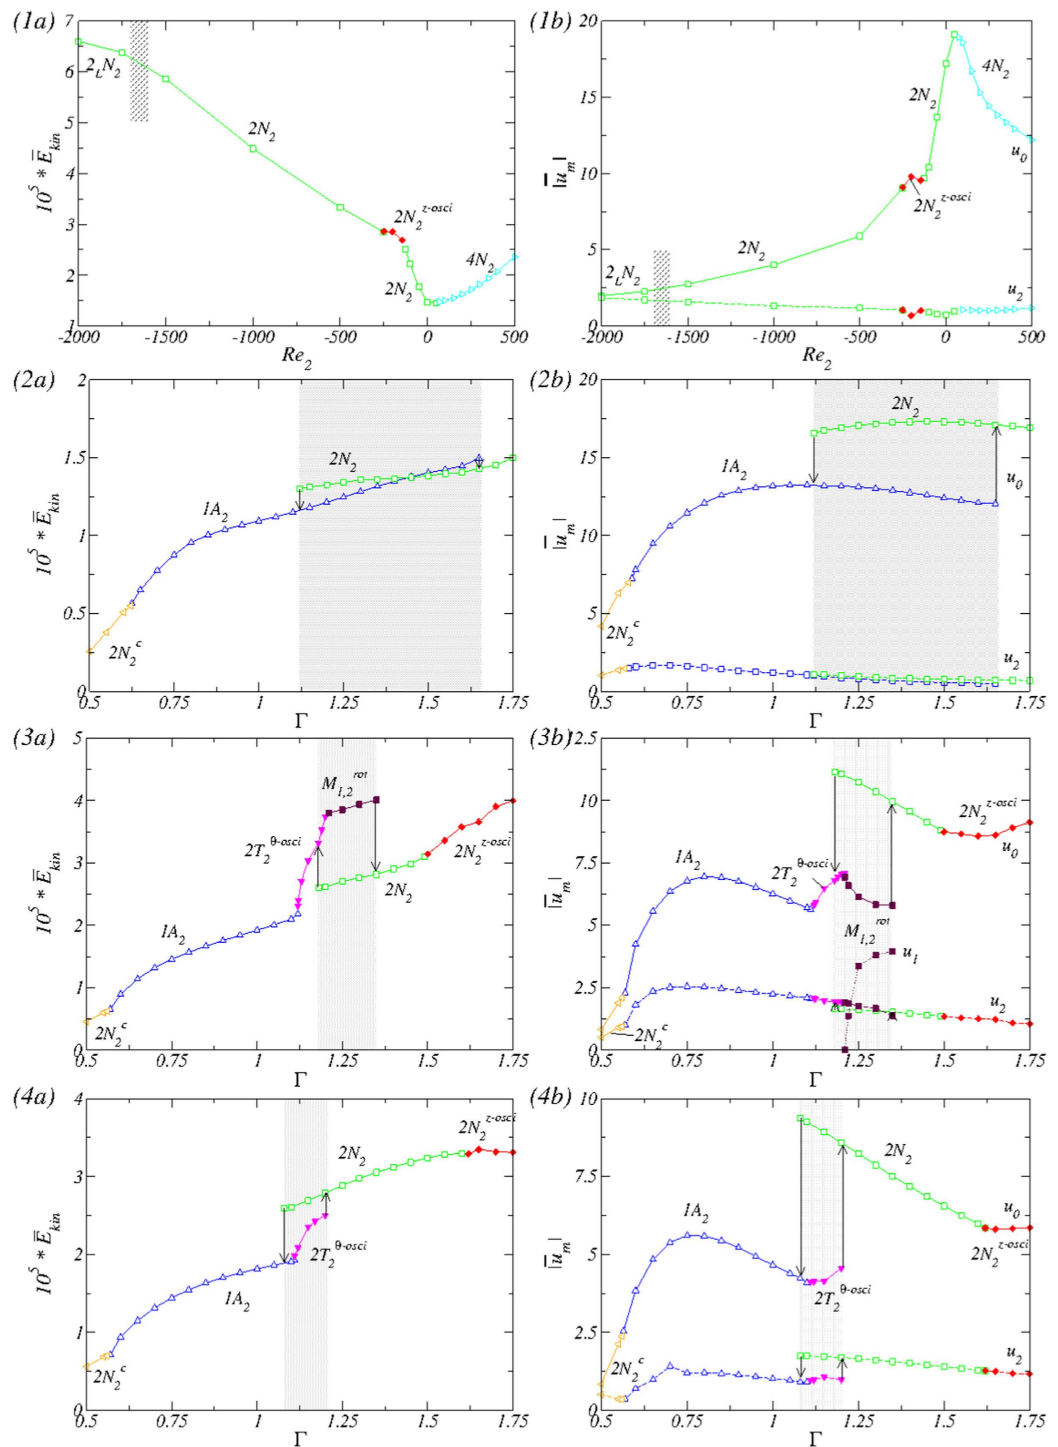 (1a)
7
6
5
4
3
2
1
10^5 * E̅_kin
2_L N_2
2N_2
2N_2^z-osci
2N_2
4N_2
-2000 -1500 -1000 -500 0 500
Re_2
(1b)
20
15
10
5
0
|u̅_m|
2_L N_2
2N_2
2N_2^z-osci
2N_2
4N_2
u_0
u_2
-2000 -1500 -1000 -500 0 500
Re_2
(2a)
2
1.5
1
0.5
0
10^5 * E̅_kin
2N_2
1A_2
2N_2^c
0.5 0.75 1 1.25 1.5 1.75
Γ
(2b)
20
15
10
5
0
|u̅_m|
2N_2
1A_2
u_0
2N_2^c
u_2
0.5 0.75 1 1.25 1.5 1.75
Γ
(3a)
5
4
3
2
1
0
10^5 * E̅_kin
M_1,2^rot
2T_2^θ-osci
2N_2^z-osci
2N_2
1A_2
2N_2^c
0.5 0.75 1 1.25 1.5 1.75
Γ
(3b)
12.5
10
7.5
5
2.5
0
|u̅_m|
2N_2
2N_2^z-osci
u_0
1A_2
2T_2^θ-osci
M_1,2^rot
u_1
u_2
2N_2^c
0.5 0.75 1 1.25 1.5 1.75
Γ
(4a)
4
3
2
1
0
10^5 * E̅_kin
2N_2^z-osci
2N_2
2T_2^θ-osci
1A_2
2N_2^c
0.5 0.75 1 1.25 1.5 1.75
Γ
(4b)
10
7.5
5
2.5
0
|u̅_m|
2N_2
1A_2
u_0
2N_2^z-osci
2T_2^θ-osci
2N_2^c
u_2
0.5 0.75 1 1.25 1.5 1.75
Γ